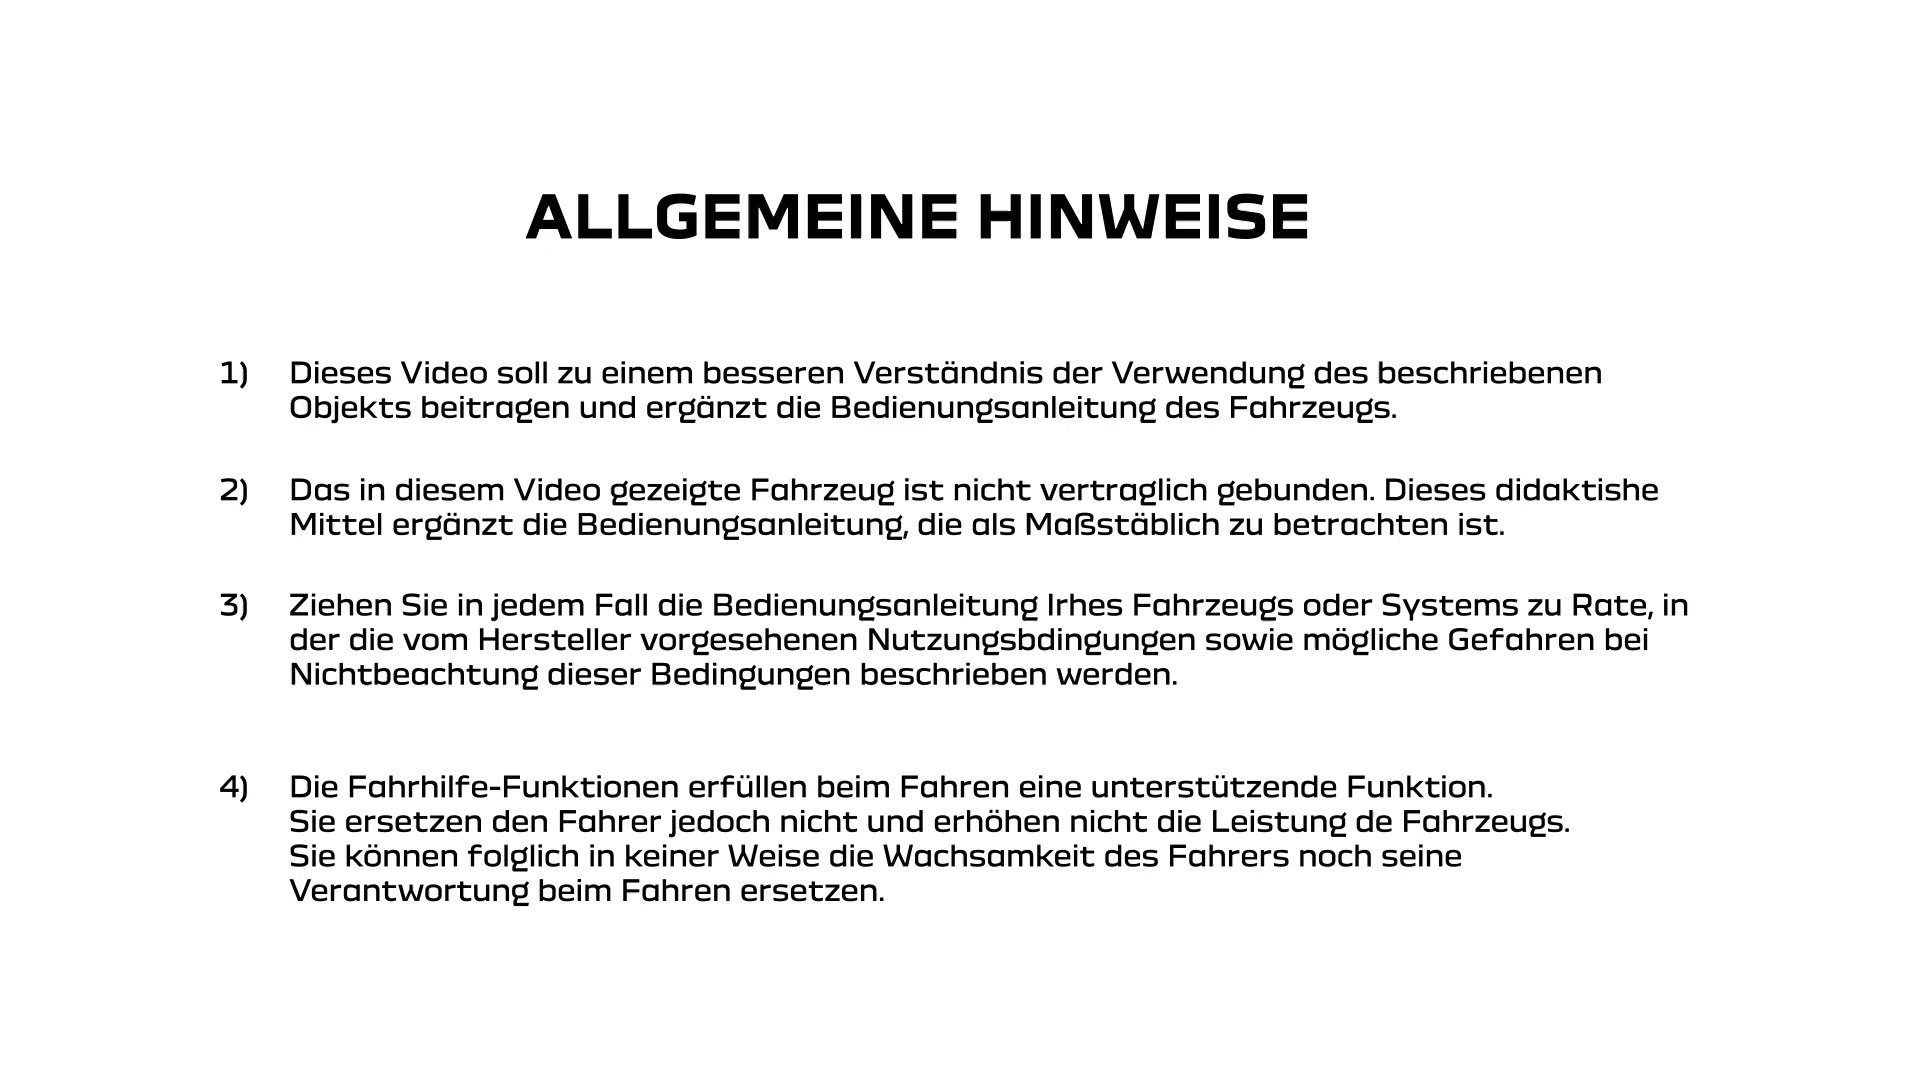 ALLGEMEINE HINWEISE
1) Dieses Video soll zu einem besseren Verständnis der Verwendung des beschriebenen
Objekts beitragen und ergänzt die Bedienungsanleitung des Fahrzeugs.
2) Das in diesem Video gezeigte Fahrzeug ist nicht vertraglich gebunden. Dieses didaktishe
Mittel ergänzt die Bedienungsanleitung, die als Maßstäblich zu betrachten ist.
3) Ziehen Sie in jedem Fall die Bedienungsanleitung Irhes Fahrzeugs oder Systems zu Rate, in
der die vom Hersteller vorgesehenen Nutzungsbdingungen sowie mögliche Gefahren bei
Nichtbeachtung dieser Bedingungen beschrieben werden.
4) Die Fahrhilfe-Funktionen erfüllen beim Fahren eine unterstützende Funktion.
Sie ersetzen den Fahrer jedoch nicht und erhöhen nicht die Leistung de Fahrzeugs.
Sie können folglich in keiner Weise die Wachsamkeit des Fahrers noch seine
Verantwortung beim Fahren ersetzen.